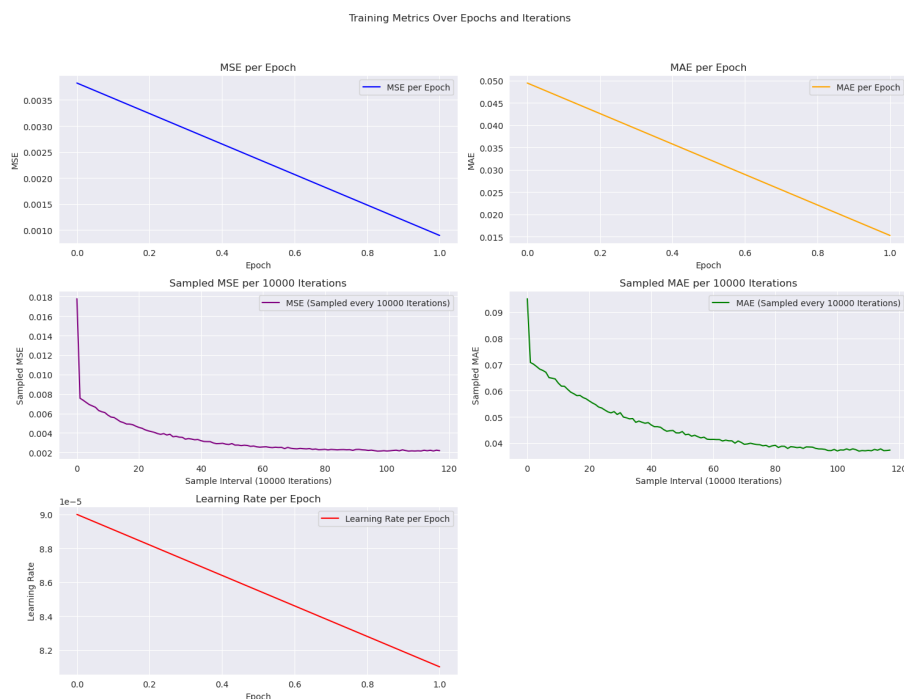 Training Metrics Over Epochs and Iterations
MSE per Epoch
MSE per Epoch
0.0035
0.0030
0.0025
0.0020
0.0015
0.0010
MSE
0.0 0.2 0.4 0.6 0.8 1.0
Epoch
MAE per Epoch
MAE per Epoch
0.050
0.045
0.040
0.035
0.030
0.025
0.020
0.015
MAE
0.0 0.2 0.4 0.6 0.8 1.0
Epoch
Sampled MSE per 10000 Iterations
MSE (Sampled every 10000 Iterations)
0.018
0.016
0.014
0.012
0.010
0.008
0.006
0.004
0.002
Sampled MSE
0 20 40 60 80 100 120
Sample Interval (10000 Iterations)
Sampled MAE per 10000 Iterations
MAE (Sampled every 10000 Iterations)
0.09
0.08
0.07
0.06
0.05
0.04
Sampled MAE
0 20 40 60 80 100 120
Sample Interval (10000 Iterations)
Learning Rate per Epoch
1e−5
Learning Rate per Epoch
9.0
8.8
8.6
8.4
8.2
Learning Rate
0.0 0.2 0.4 0.6 0.8 1.0
Epoch